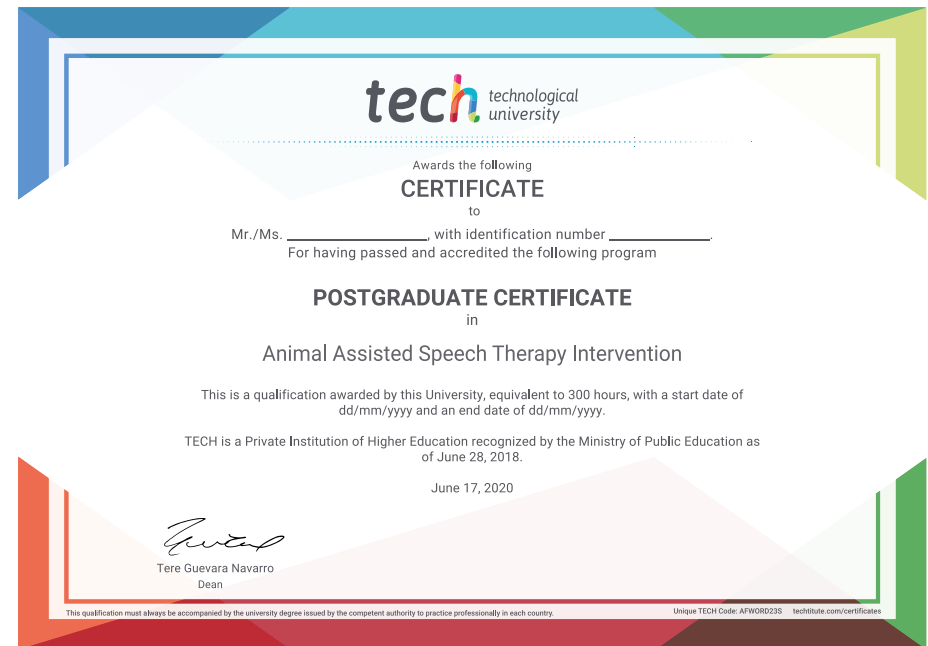 tech technological
university
Awards the following
CERTIFICATE
to
Mr./Ms. ____________________, with identification number ______________.
For having passed and accredited the following program
POSTGRADUATE CERTIFICATE
in
Animal Assisted Speech Therapy Intervention
This is a qualification awarded by this University, equivalent to 300 hours, with a start date of
dd/mm/yyyy and an end date of dd/mm/yyyy.
TECH is a Private Institution of Higher Education recognized by the Ministry of Public Education as
of June 28, 2018.
June 17, 2020
Tere Guevara Navarro
Dean
This qualification must always be accompanied by the university degree issued by the competent authority to practice professionally in each country.
Unique TECH Code: AFWORD23S techtitute.com/certificates